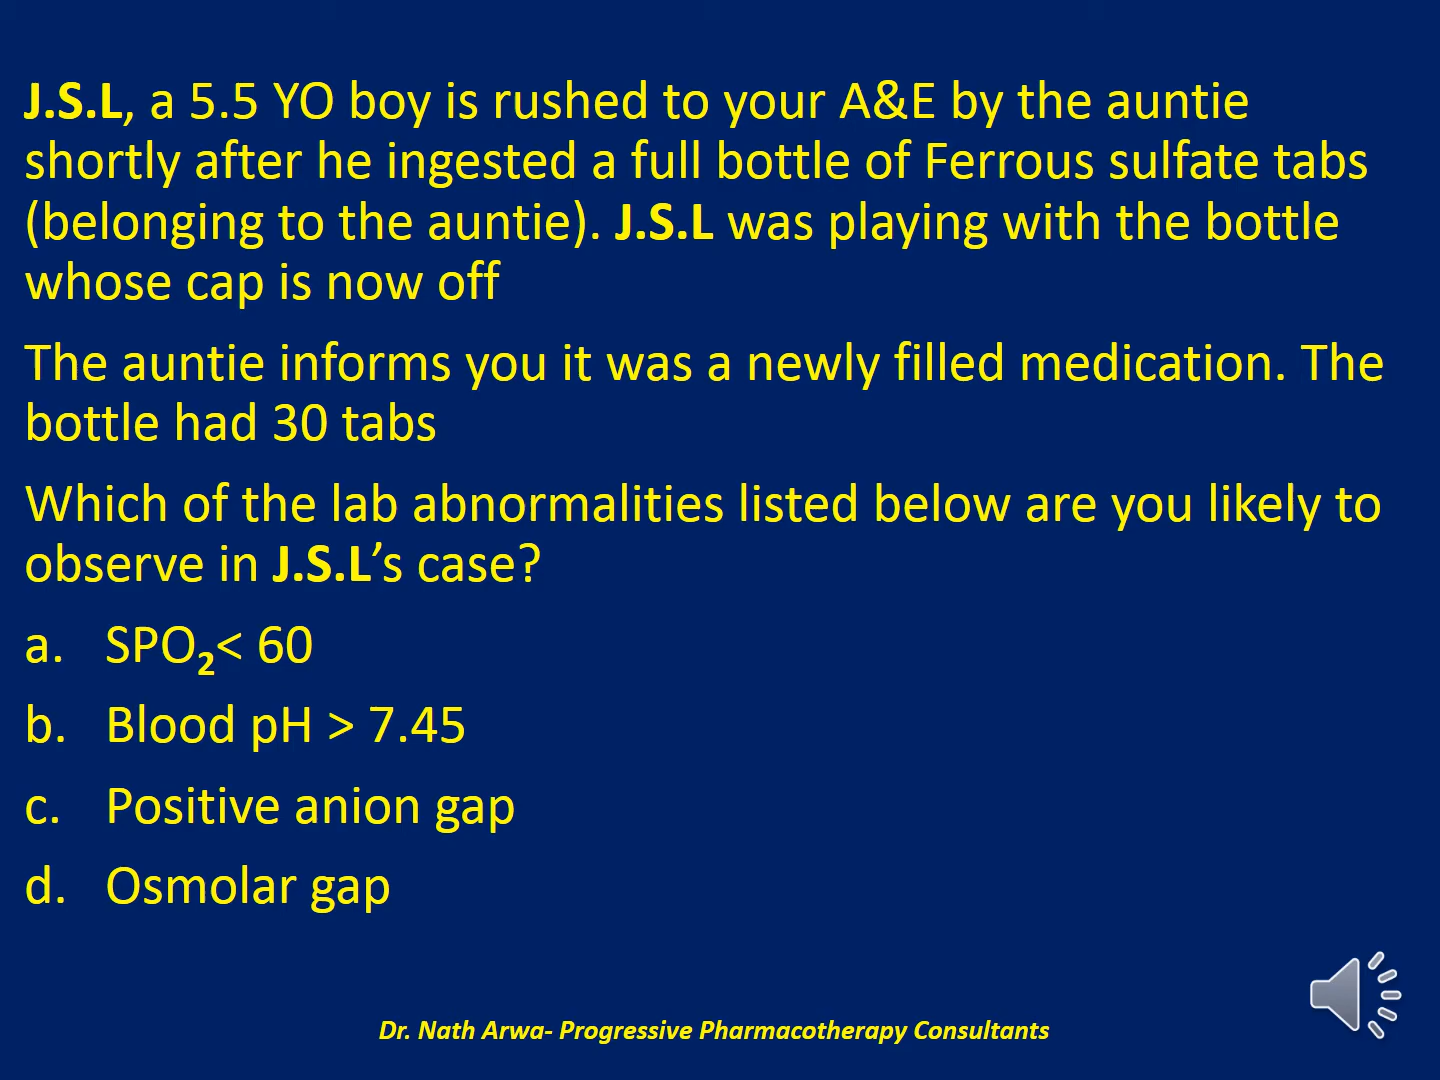 J.S.L, a 5.5 YO boy is rushed to your A&E by the auntie
shortly after he ingested a full bottle of Ferrous sulfate tabs
(belonging to the auntie). J.S.L was playing with the bottle
whose cap is now off
The auntie informs you it was a newly filled medication. The
bottle had 30 tabs
Which of the lab abnormalities listed below are you likely to
observe in J.S.L’s case?
a. SPO₂< 60
b. Blood pH > 7.45
c. Positive anion gap
d. Osmolar gap
Dr. Nath Arwa- Progressive Pharmacotherapy Consultants